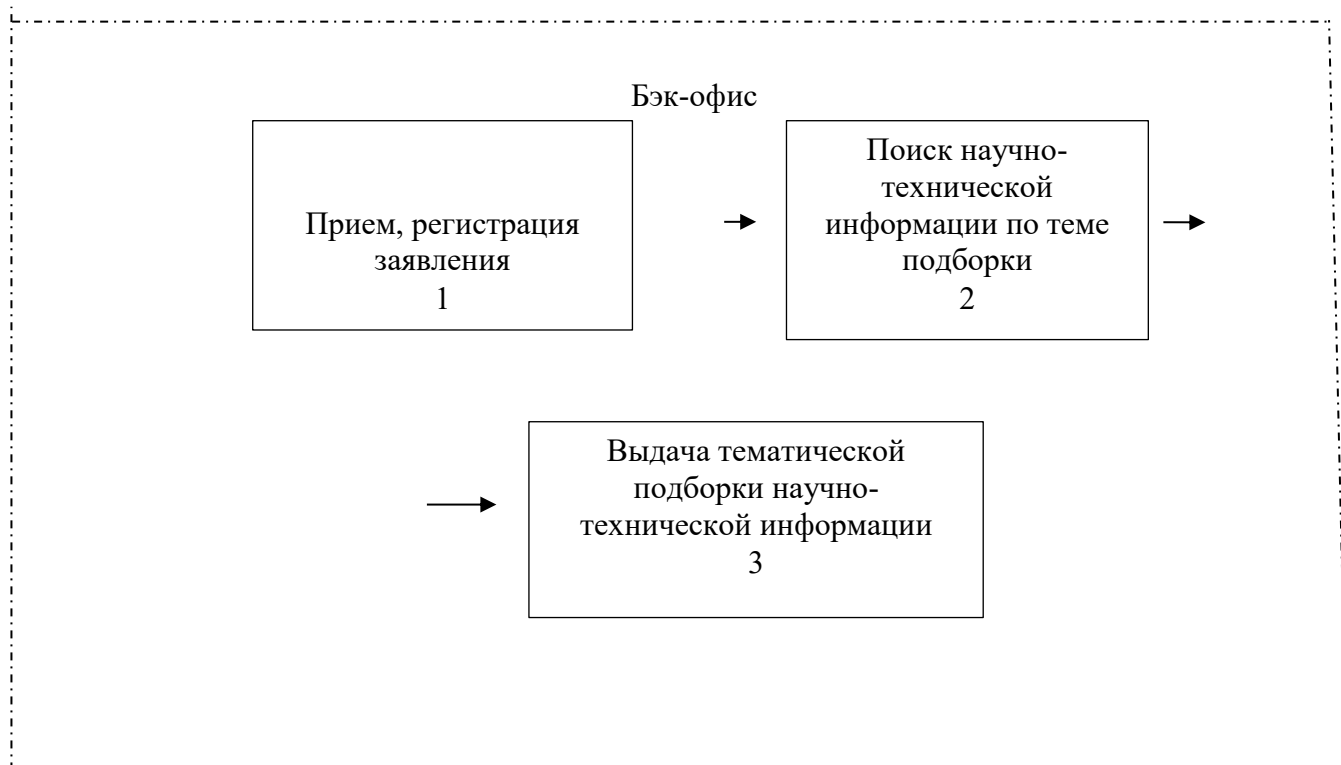 Бэк-офис
Прием, регистрация
заявления
1
Поиск научно-
технической
информации по теме
подборки
2
Выдача тематической
подборки научно-
технической информации
3